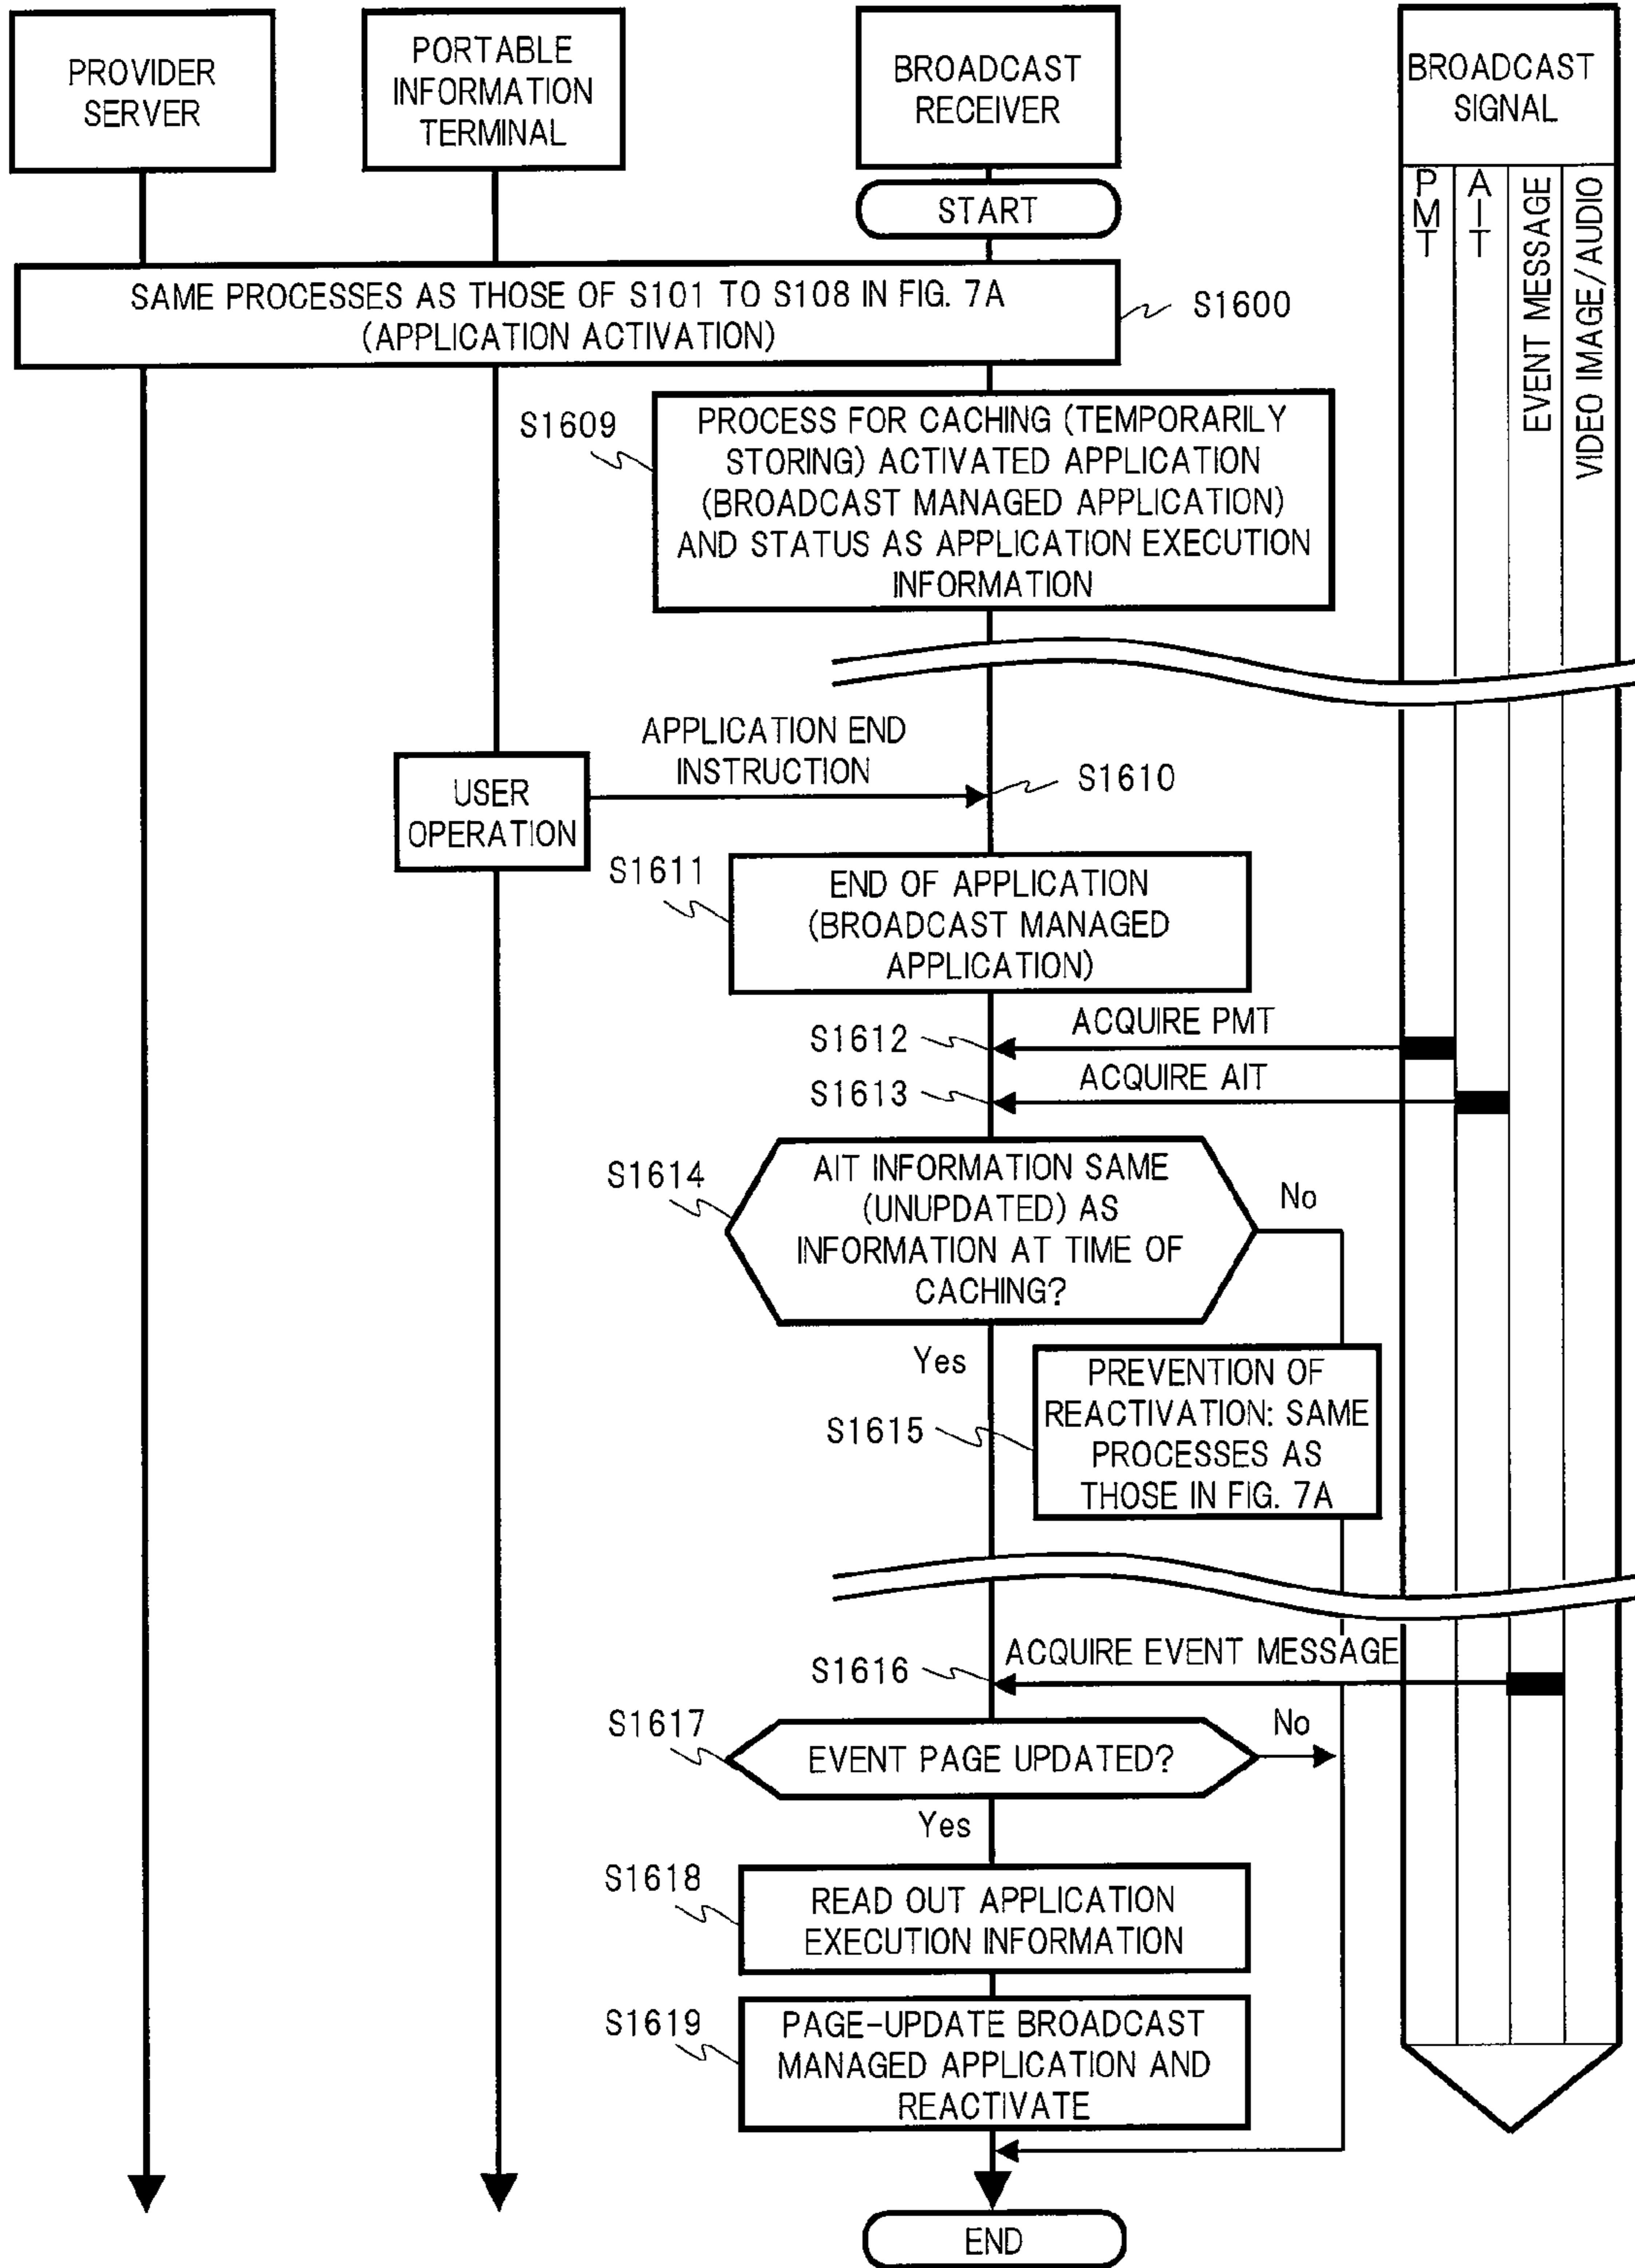 PROVIDER
SERVER
PORTABLE
INFORMATION
TERMINAL
BROADCAST
RECEIVER
BROADCAST
SIGNAL
START
PMT
AIT
EVENT MESSAGE
VIDEO IMAGE/AUDIO
SAME PROCESSES AS THOSE OF S101 TO S108 IN FIG. 7A
(APPLICATION ACTIVATION)
S1600
S1609
PROCESS FOR CACHING (TEMPORARILY
STORING) ACTIVATED APPLICATION
(BROADCAST MANAGED APPLICATION)
AND STATUS AS APPLICATION EXECUTION
INFORMATION
APPLICATION END
INSTRUCTION
S1610
USER
OPERATION
S1611
END OF APPLICATION
(BROADCAST MANAGED
APPLICATION)
ACQUIRE PMT
S1612
ACQUIRE AIT
S1613
S1614
AIT INFORMATION SAME
(UNUPDATED) AS
INFORMATION AT TIME OF
CACHING?
No
Yes
S1615
PREVENTION OF
REACTIVATION: SAME
PROCESSES AS
THOSE IN FIG. 7A
ACQUIRE EVENT MESSAGE
S1616
S1617
EVENT PAGE UPDATED?
No
Yes
S1618
READ OUT APPLICATION
EXECUTION INFORMATION
S1619
PAGE-UPDATE BROADCAST
MANAGED APPLICATION AND
REACTIVATE
END